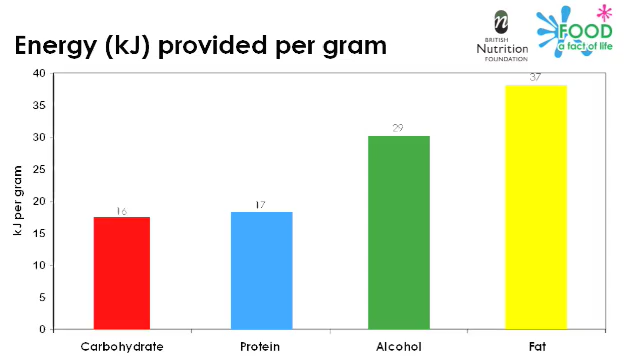 Energy (kJ) provided per gram
n
BRITISH
Nutrition
FOUNDATION
FOOD
a fact of life
kJ per gram
40
35
30
25
20
15
10
5
0
16
17
29
37
Carbohydrate
Protein
Alcohol
Fat